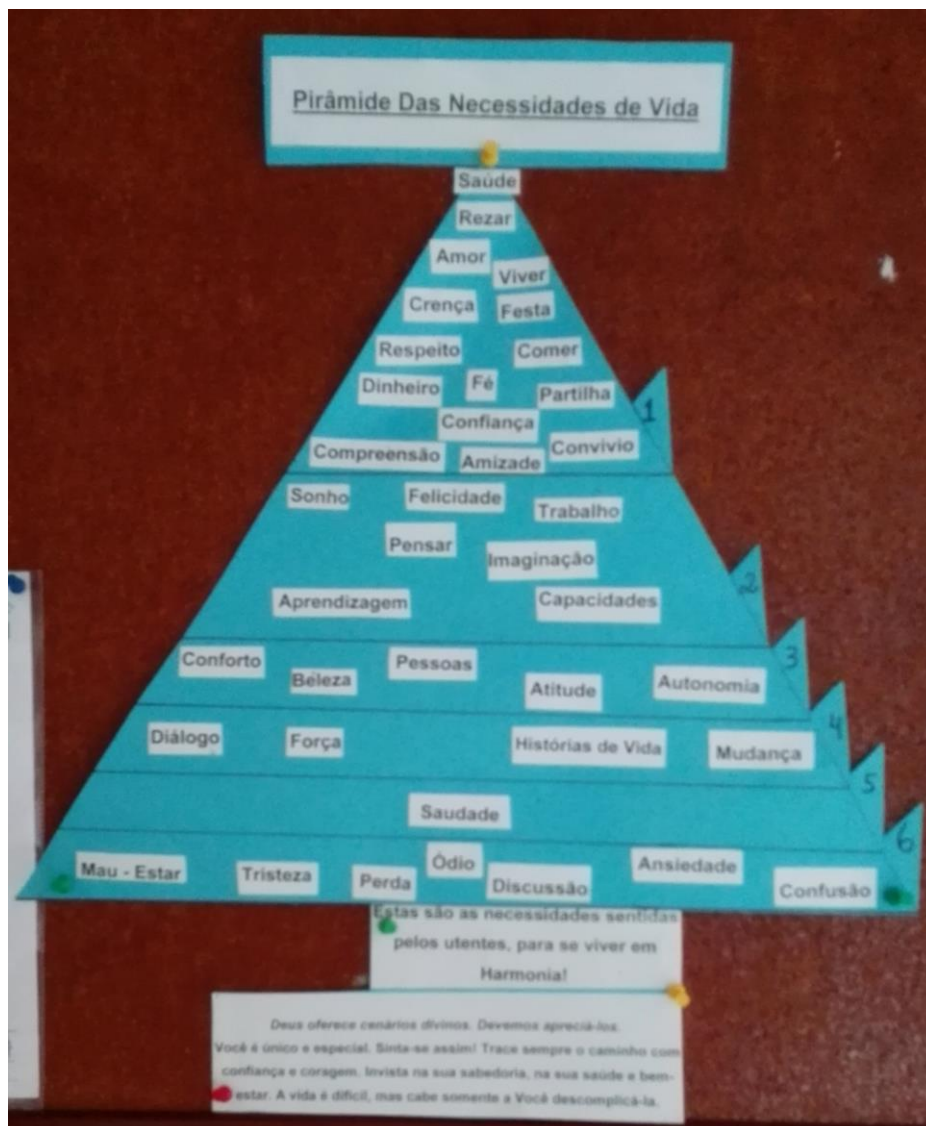 Pirâmide Das Necessidades de Vida
Saúde
Rezar
Amor
Viver
Crença
Festa
Respeito
Comer
Dinheiro
Fé
Partilha
1
Confiança
Compreensão
Amizade
Convivio
Sonho
Felicidade
Trabalho
Pensar
Imaginação
2
Aprendizagem
Capacidades
Conforto
Beleza
Pessoas
Atitude
Autonomia
3
Diálogo
Força
Histórias de Vida
Mudança
4
Saudade
5
Mau - Estar
Tristeza
Perda
Ódio
Discussão
Ansiedade
Confusão
6
Estas são as necessidades sentidas
pelos utentes, para se viver em
Harmonia!
Deus oferece cenários divinos. Devemos apreciá-los.
Você é único e especial. Sinta-se assim! Trace sempre o caminho com
confiança e coragem. Invista na sua sabedoria, na sua saúde e bem-
estar. A vida é difícil, mas cabe somente a Você descomplicá-la.